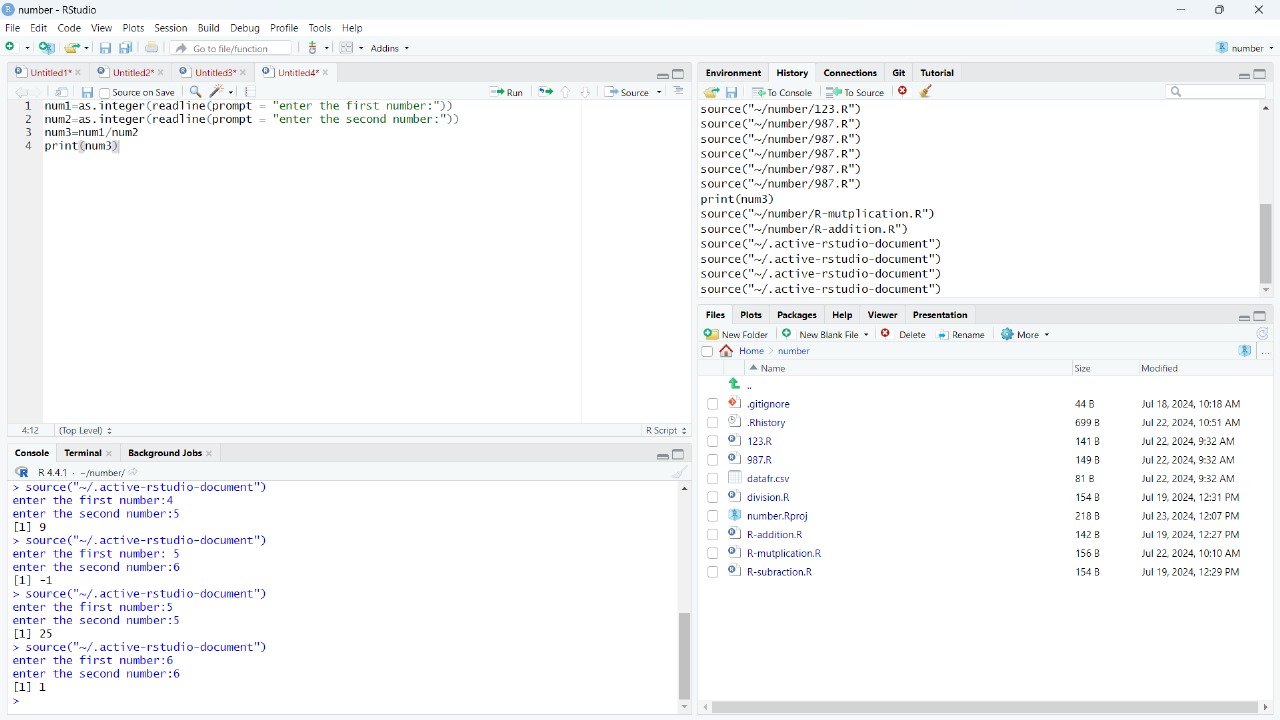 number - RStudio
File Edit Code View Plots Session Build Debug Profile Tools Help
Go to file/function Addins number
Untitled1* Untitled2* Untitled3* Untitled4*
Source on Save Run Source
1 num1=as.integer(readline(prompt = "enter the first number:"))
2 num2=as.integer(readline(prompt = "enter the second number:"))
3 num3=num1/num2
4 print(num3)
4:12 (Top Level) R Script
Console Terminal Background Jobs
R 4.4.1 · ~/number/
> source("~/.active-rstudio-document")
enter the first number:4
enter the second number:5
[1] 9
> source("~/.active-rstudio-document")
enter the first number: 5
enter the second number:6
[1] -1
> source("~/.active-rstudio-document")
enter the first number:5
enter the second number:5
[1] 25
> source("~/.active-rstudio-document")
enter the first number:6
enter the second number:6
[1] 1
>
Environment History Connections Git Tutorial
To Console To Source
source("~/number/123.R")
source("~/number/987.R")
source("~/number/987.R")
source("~/number/987.R")
source("~/number/987.R")
source("~/number/987.R")
print(num3)
source("~/number/R-mutplication.R")
source("~/number/R-addition.R")
source("~/.active-rstudio-document")
source("~/.active-rstudio-document")
source("~/.active-rstudio-document")
source("~/.active-rstudio-document")
Files Plots Packages Help Viewer Presentation
New Folder New Blank File Delete Rename More
Home number ...
Name Size Modified
..
.gitignore 44 B Jul 18, 2024, 10:18 AM
.Rhistory 699 B Jul 22, 2024, 10:51 AM
123.R 141 B Jul 22, 2024, 9:32 AM
987.R 149 B Jul 22, 2024, 9:32 AM
datafr.csv 81 B Jul 22, 2024, 9:32 AM
division.R 154 B Jul 19, 2024, 12:31 PM
number.Rproj 218 B Jul 23, 2024, 12:07 PM
R-addition.R 142 B Jul 19, 2024, 12:27 PM
R-mutplication.R 156 B Jul 22, 2024, 10:10 AM
R-subraction.R 154 B Jul 19, 2024, 12:29 PM